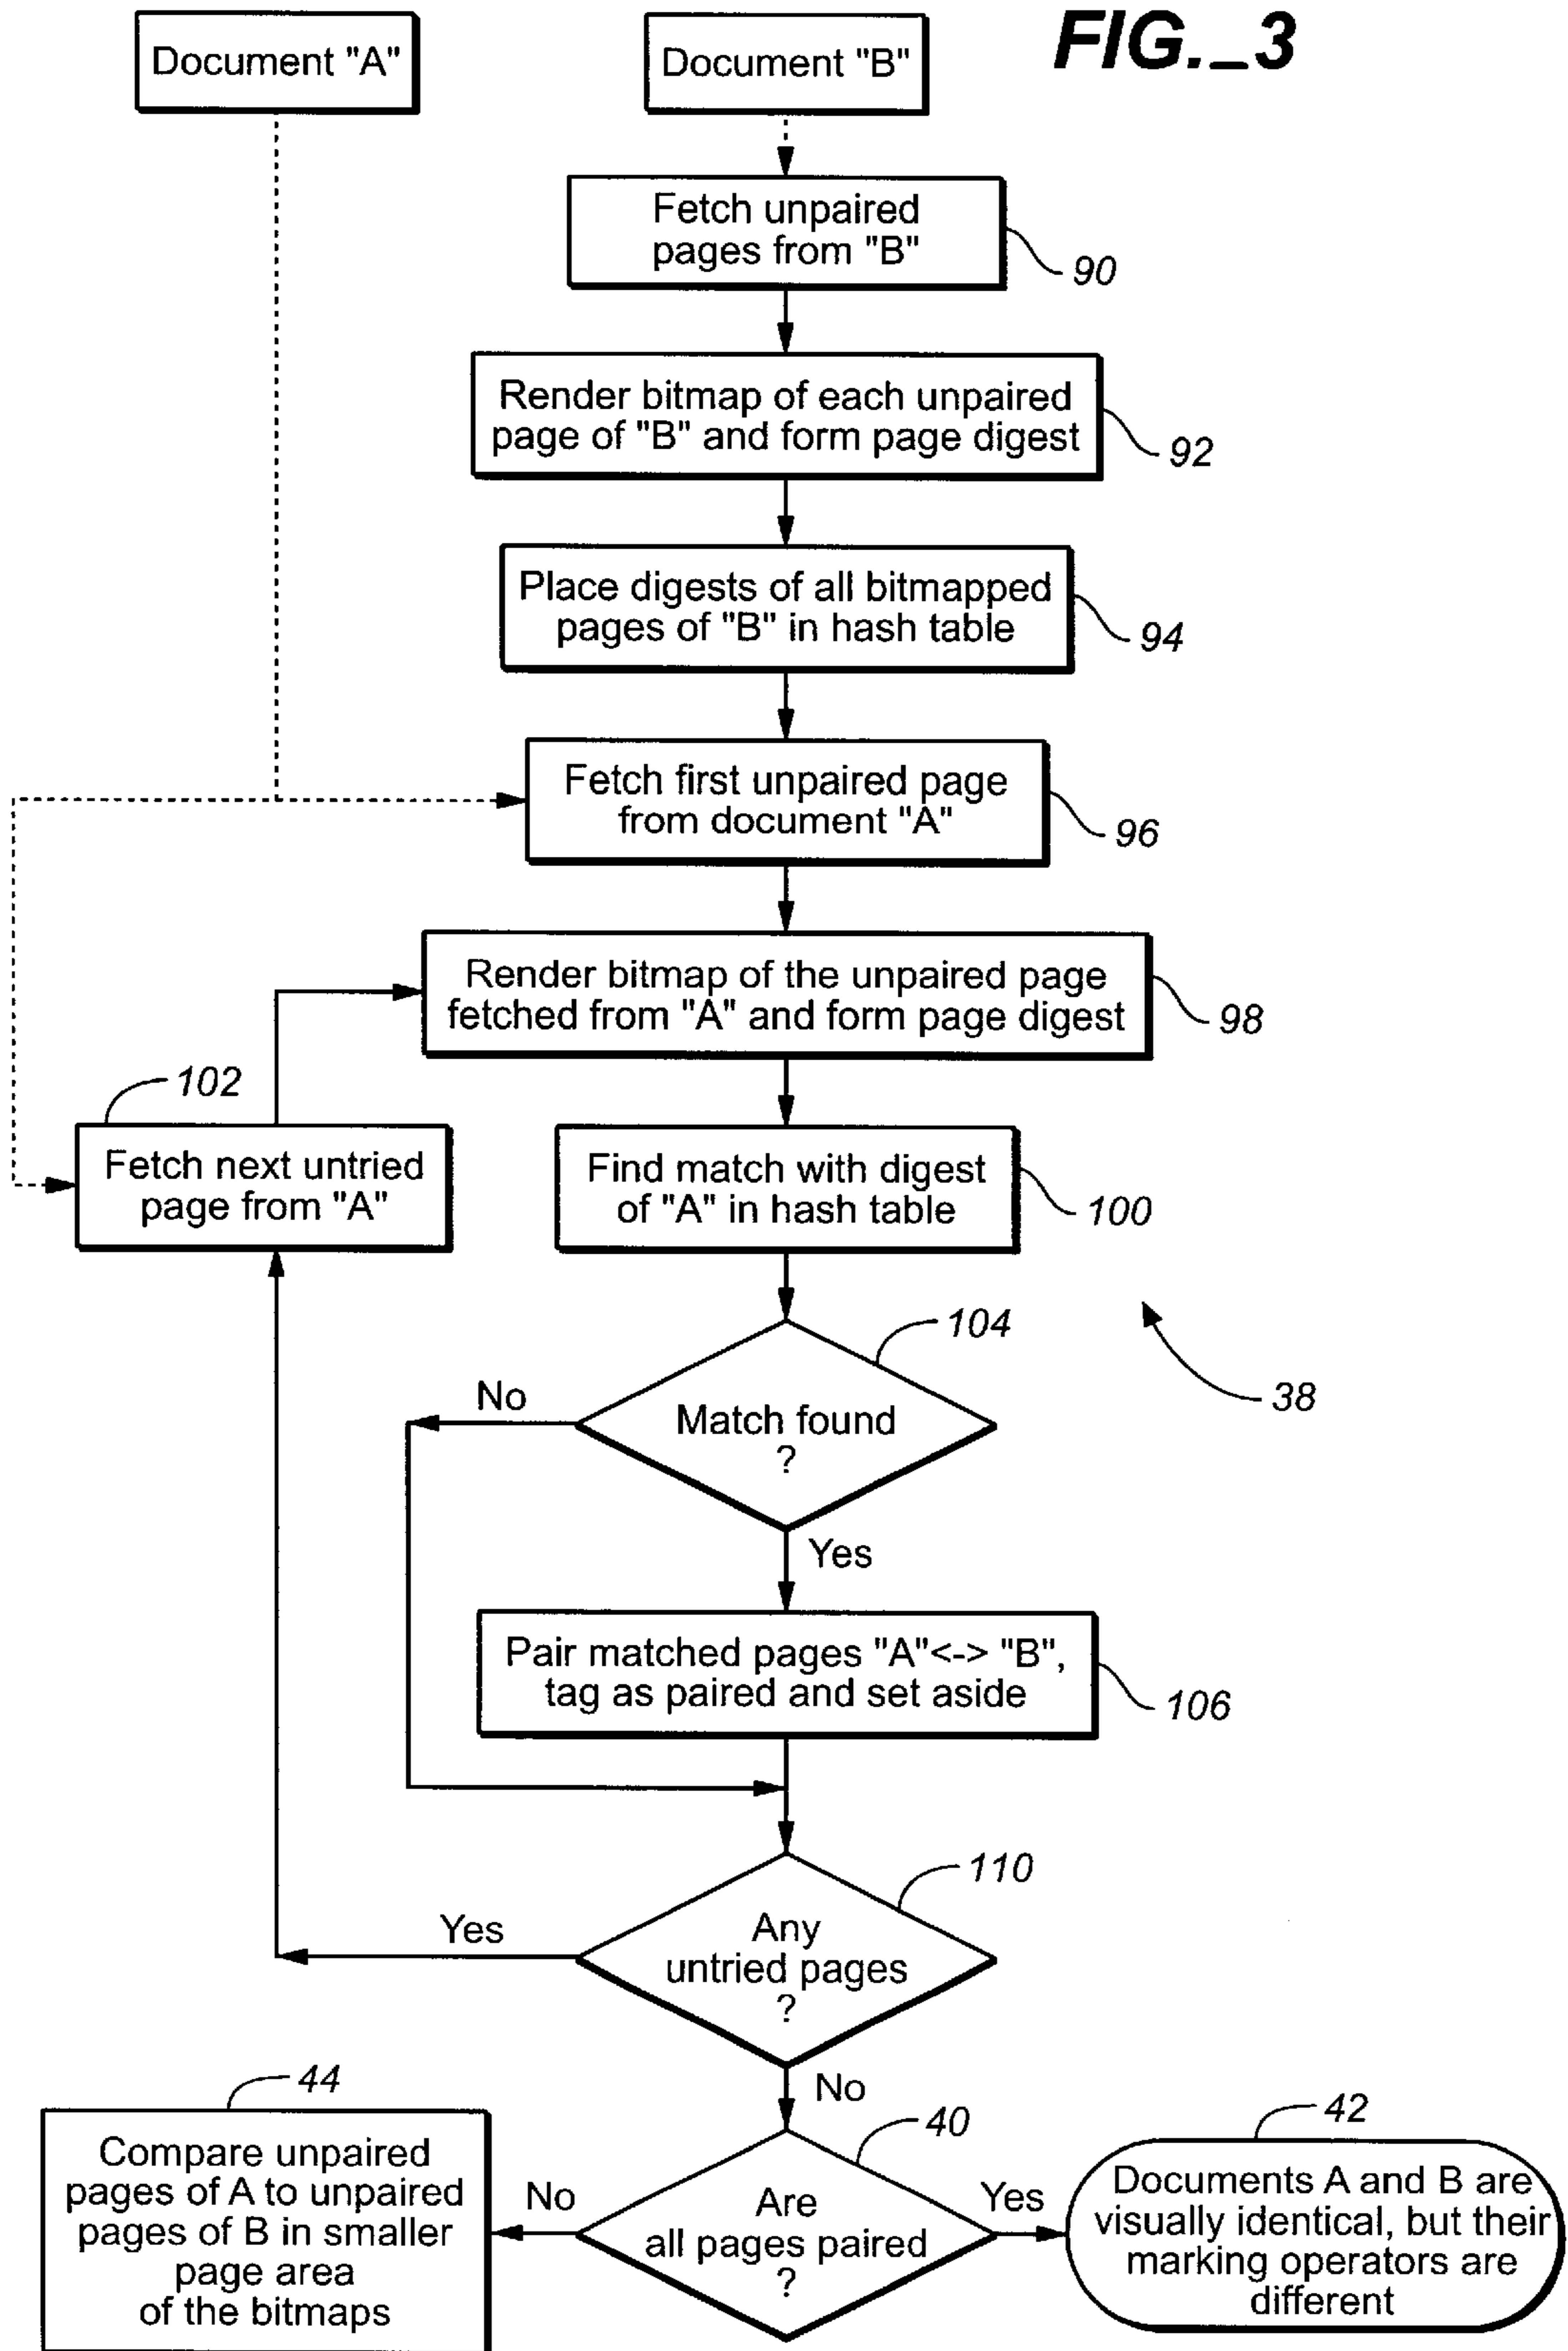 FIG._3
Document "A"
Document "B"
Fetch unpaired
pages from "B"
90
Render bitmap of each unpaired
page of "B" and form page digest
92
Place digests of all bitmapped
pages of "B" in hash table
94
Fetch first unpaired page
from document "A"
96
Render bitmap of the unpaired page
fetched from "A" and form page digest
98
102
Fetch next untried
page from "A"
Find match with digest
of "A" in hash table
100
104
38
No
Match found
?
Yes
Pair matched pages "A"<-> "B",
tag as paired and set aside
106
110
Yes
Any
untried pages
?
No
44
Compare unpaired
pages of A to unpaired
pages of B in smaller
page area
of the bitmaps
40
No
Are
all pages paired
?
Yes
42
Documents A and B are
visually identical, but their
marking operators are
different